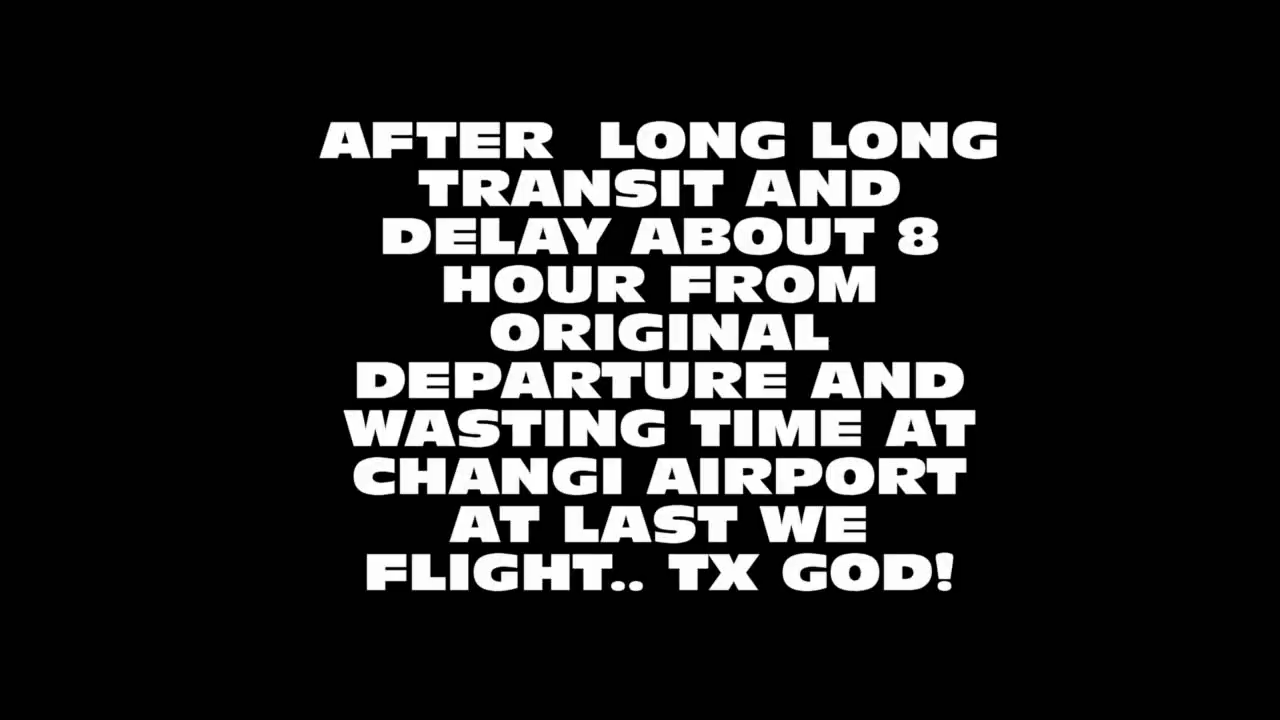 AFTER  LONG LONG
TRANSIT AND
DELAY ABOUT 8
HOUR FROM
ORIGINAL
DEPARTURE AND
WASTING TIME AT
CHANGI AIRPORT
AT LAST WE
FLIGHT.. TX GOD!